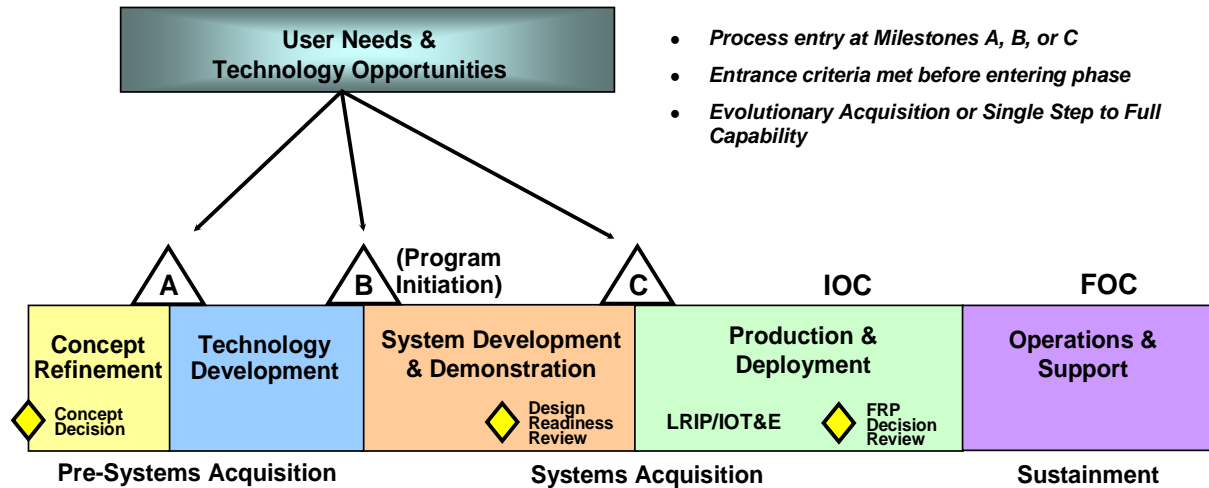 User Needs &
Technology Opportunities
• Process entry at Milestones A, B, or C
• Entrance criteria met before entering phase
• Evolutionary Acquisition or Single Step to Full
Capability
A
B
(Program
Initiation)
C
IOC
FOC
Concept
Refinement
Technology
Development
System Development
& Demonstration
Production &
Deployment
Operations &
Support
Concept
Decision
Design
Readiness
Review
LRIP/IOT&E
FRP
Decision
Review
Pre-Systems Acquisition
Systems Acquisition
Sustainment